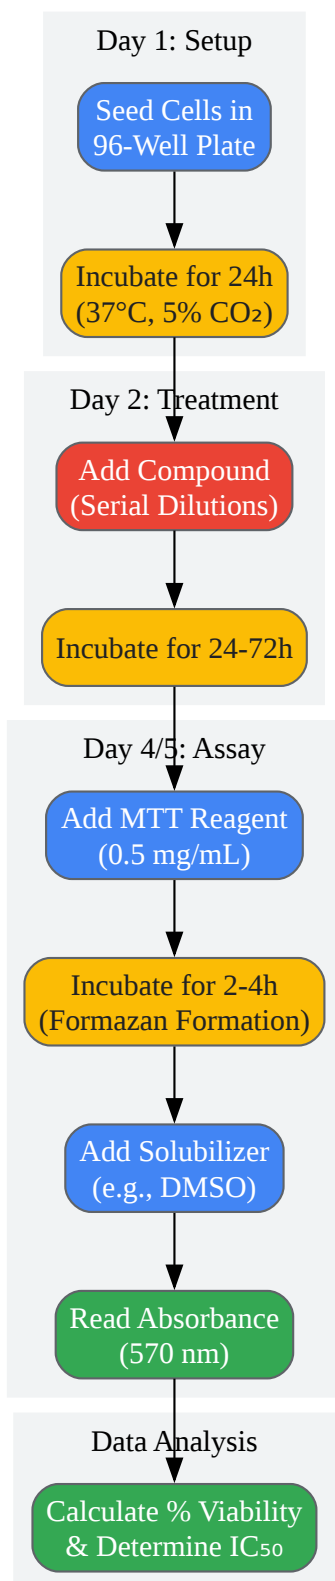 Day 1: Setup
Seed Cells in
96-Well Plate
Incubate for 24h
(37°C, 5% CO₂)
Day 2: Treatment
Add Compound
(Serial Dilutions)
Incubate for 24-72h
Day 4/5: Assay
Add MTT Reagent
(0.5 mg/mL)
Incubate for 2-4h
(Formazan Formation)
Add Solubilizer
(e.g., DMSO)
Read Absorbance
(570 nm)
Data Analysis
Calculate % Viability
& Determine IC₅₀